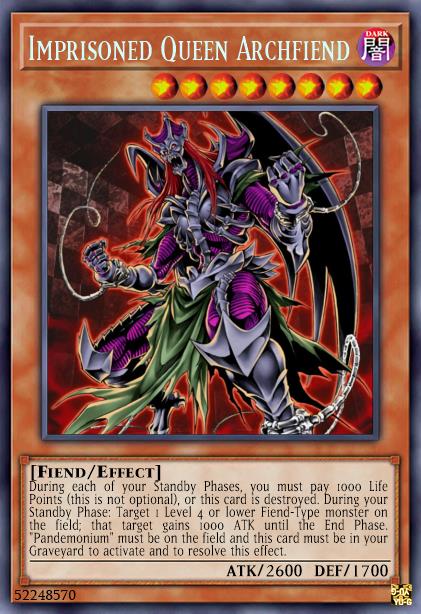 Imprisoned Queen Archfiend
DARK
闇
[Fiend/Effect]
During each of your Standby Phases, you must pay 1000 Life
Points (this is not optional), or this card is destroyed. During your
Standby Phase: Target 1 Level 4 or lower Fiend-Type monster on
the field; that target gains 1000 ATK until the End Phase.
"Pandemonium" must be on the field and this card must be in your
Graveyard to activate and to resolve this effect.
ATK/2600 DEF/1700
52248570